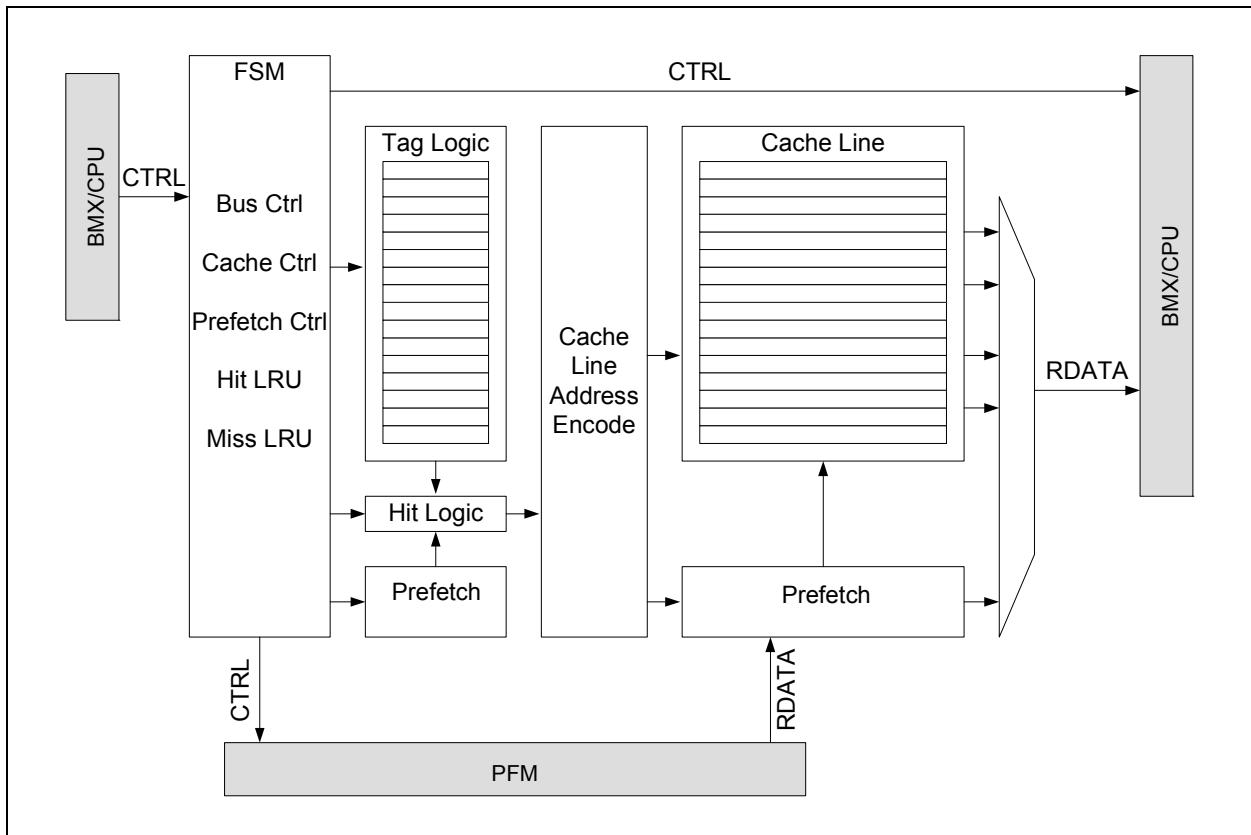 FSM
CTRL
BMX/CPU
CTRL
Bus Ctrl
Cache Ctrl
Prefetch Ctrl
Hit LRU
Miss LRU
Tag Logic
Hit Logic
Prefetch
Cache
Line
Address
Encode
Cache Line
Prefetch
RDATA
BMX/CPU
CTRL
RDATA
PFM